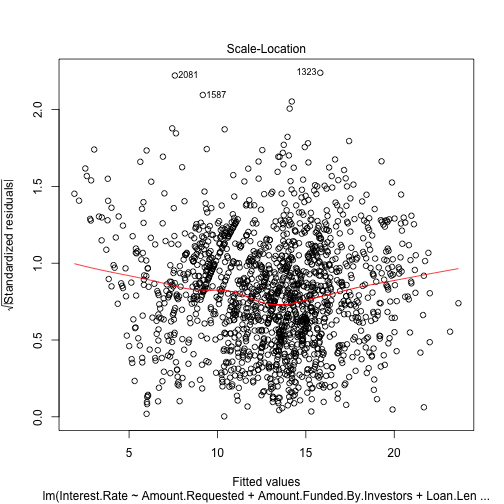 Scale-Location
2081
1323
1587
√|Standardized residuals|
2.0
1.5
1.0
0.5
0.0
5 10 15 20
Fitted values
lm(Interest.Rate ~ Amount.Requested + Amount.Funded.By.Investors + Loan.Len ...